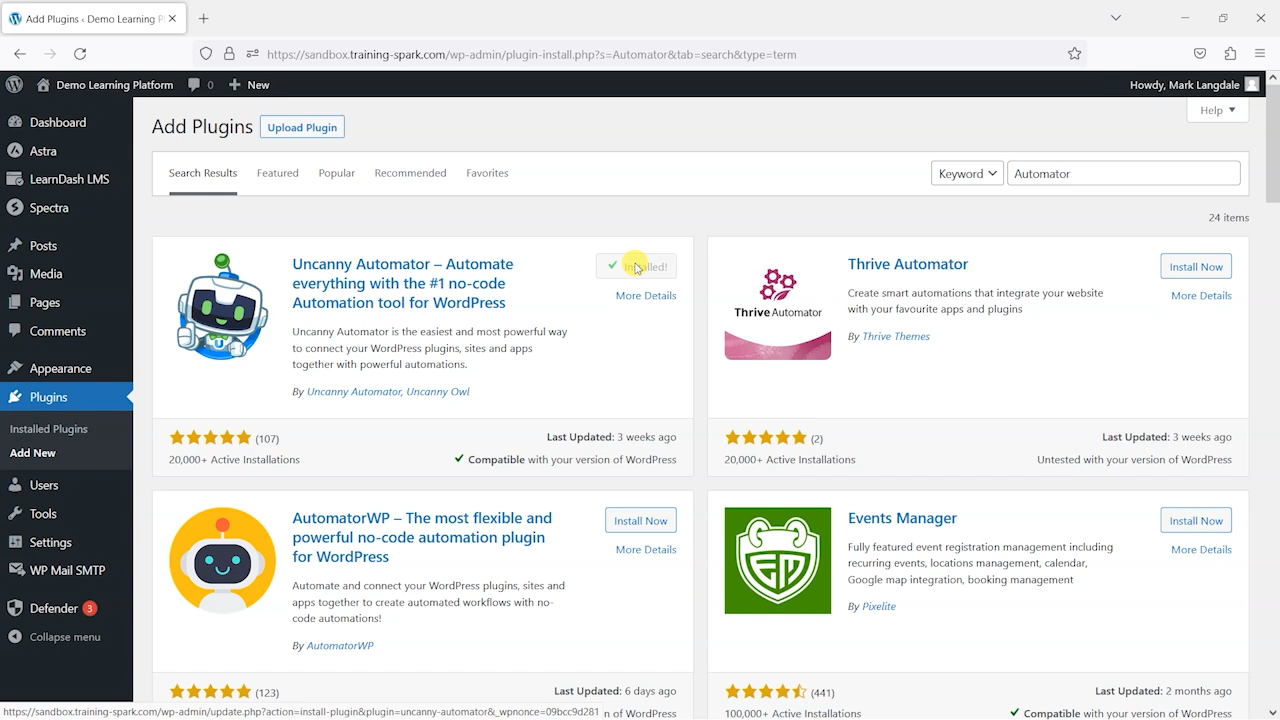 Add Plugins ‹ Demo Learning Pl
https://sandbox.training-spark.com/wp-admin/plugin-install.php?s=Automator&tab=search&type=term
Demo Learning Platform
0
New
Howdy, Mark Langdale
Dashboard
Astra
LearnDash LMS
Spectra
Posts
Media
Pages
Comments
Appearance
Plugins
Installed Plugins
Add New
Users
Tools
Settings
WP Mail SMTP
Defender 3
Collapse menu
Add Plugins
Upload Plugin
Help
Search Results
Featured
Popular
Recommended
Favorites
Keyword
Automator
24 items
Uncanny Automator – Automate
everything with the #1 no-code
Automation tool for WordPress
Installed!
More Details
Uncanny Automator is the easiest and most powerful way
to connect your WordPress plugins, sites and apps
together with powerful automations.
By Uncanny Automator, Uncanny Owl
(107)
Last Updated: 3 weeks ago
20,000+ Active Installations
Compatible with your version of WordPress
Thrive Automator
Thrive Automator
Install Now
More Details
Create smart automations that integrate your website
with your favourite apps and plugins
By Thrive Themes
(2)
Last Updated: 3 weeks ago
20,000+ Active Installations
Untested with your version of WordPress
AutomatorWP – The most flexible and
powerful no-code automation plugin
for WordPress
Install Now
More Details
Automate and connect your WordPress plugins, sites and
apps together to create automated workflows with no-
code automations!
By AutomatorWP
(123)
Last Updated: 6 days ago
n of WordPress
Events Manager
Install Now
More Details
Fully featured event registration management including
recurring events, locations management, calendar,
Google map integration, booking management
By Pixelite
(441)
Last Updated: 2 months ago
100,000+ Active Installations
Compatible with your version of WordPress
https://sandbox.training-spark.com/wp-admin/update.php?action=install-plugin&plugin=uncanny-automator&_wpnonce=09bcc9d281